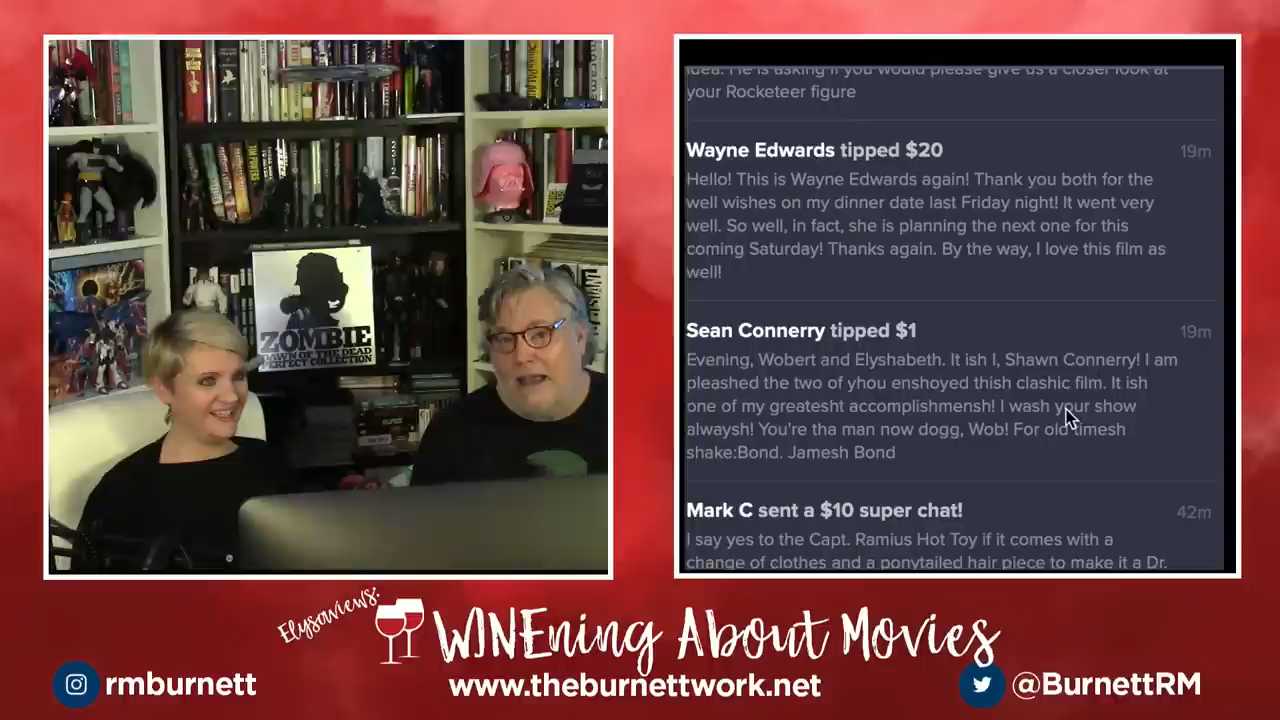 ZOMBIE
DAWN OF THE DEAD
PERFECT COLLECTION
idea. He is asking if you would please give us a closer look at
your Rocketeer figure
Wayne Edwards tipped $20
19m
Hello! This is Wayne Edwards again! Thank you both for the
well wishes on my dinner date last Friday night! It went very
well. So well, in fact, she is planning the next one for this
coming Saturday! Thanks again. By the way, I love this film as
well!
Sean Connerry tipped $1
19m
Evening, Wobert and Elyshabeth. It ish I, Shawn Connerry! I am
pleashed the two of yhou enshoyed thish clashic film. It ish
one of my greatesht accomplishmensh! I wash your show
alwaysh! You're tha man now dogg, Wob! For old timesh
shake:Bond. Jamesh Bond
Mark C sent a $10 super chat!
42m
I say yes to the Capt. Ramius Hot Toy if it comes with a
change of clothes and a ponytailed hair piece to make it a Dr.
Elysaviews:
WINEning About Movies
rmburnett
www.theburnettwork.net
@BurnettRM